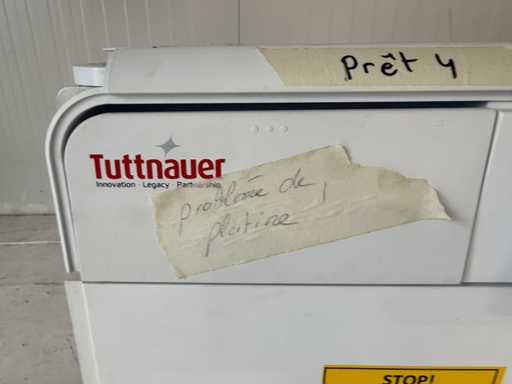 Prêt 4
Tuttnauer
Innovation · Legacy · Partnership
problème de
platine
STOP!